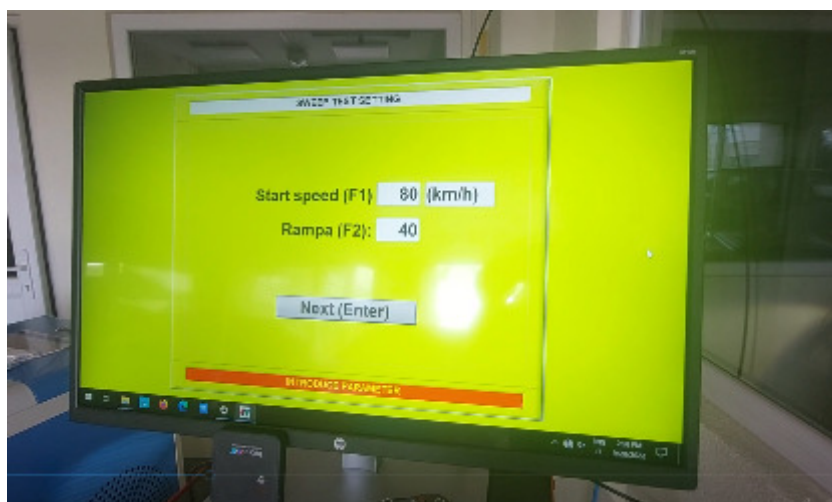 SWEEP TEST SETTING
Start speed (F1) 80 (km/h)
Rampa (F2): 40
Next (Enter)
INTRODUCE PARAMETER